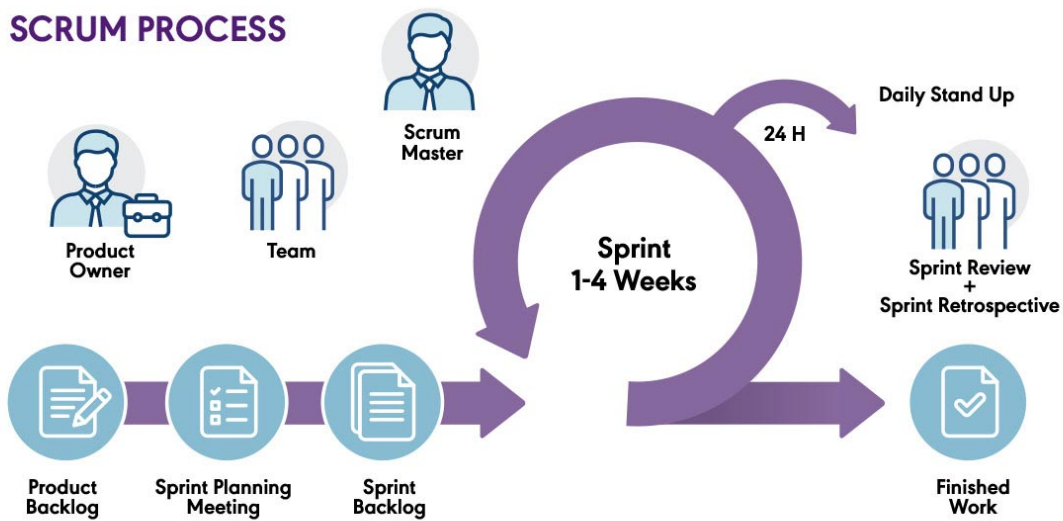 SCRUM PROCESS
Scrum
Master
Product
Owner
Team
Daily Stand Up
24 H
Sprint
1-4 Weeks
Sprint Review
+
Sprint Retrospective
Product
Backlog
Sprint Planning
Meeting
Sprint
Backlog
Finished
Work